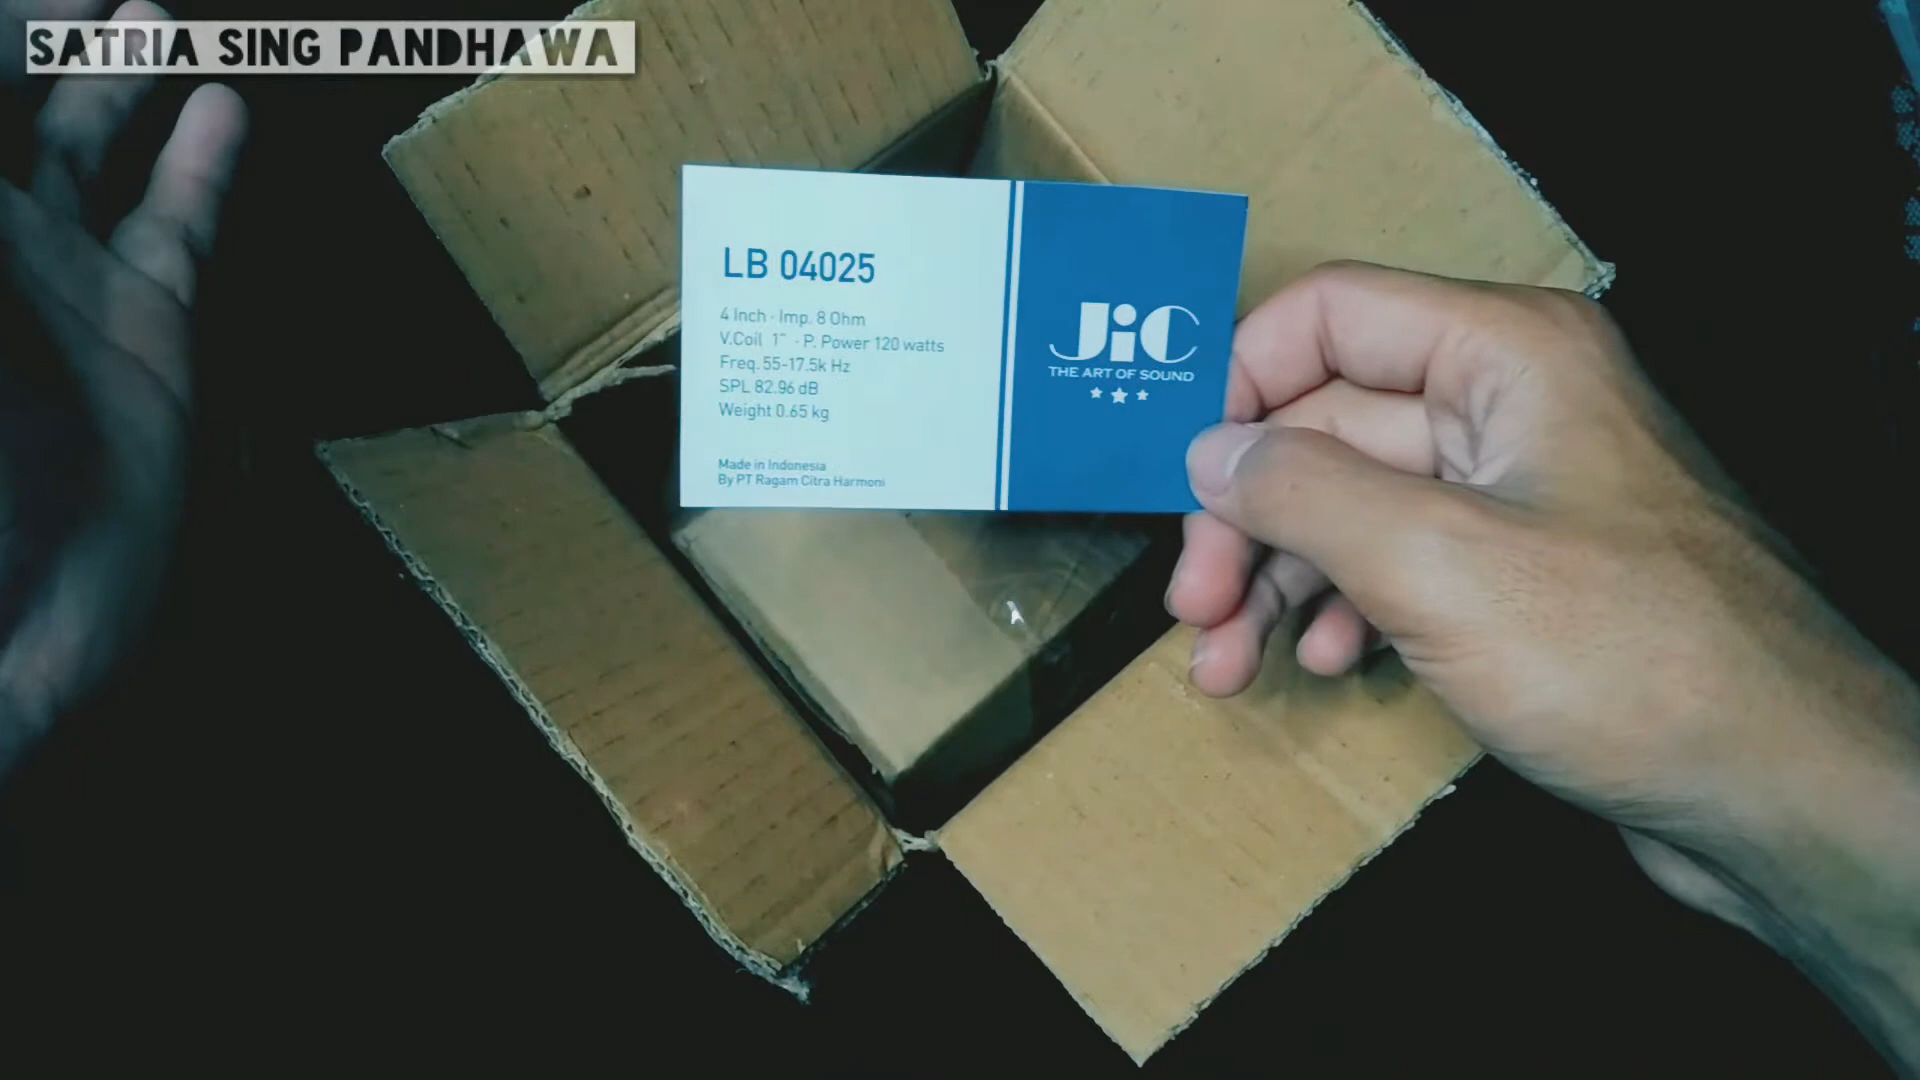 SATRIA SING PANDHAWA
LB 04025
4 Inch · Imp. 8 Ohm
V.Coil 1" · P. Power 120 watts
Freq. 55-17.5k Hz
SPL 82.96 dB
Weight 0.65 kg
Made in Indonesia
By PT Ragam Citra Harmoni
JiC
THE ART OF SOUND